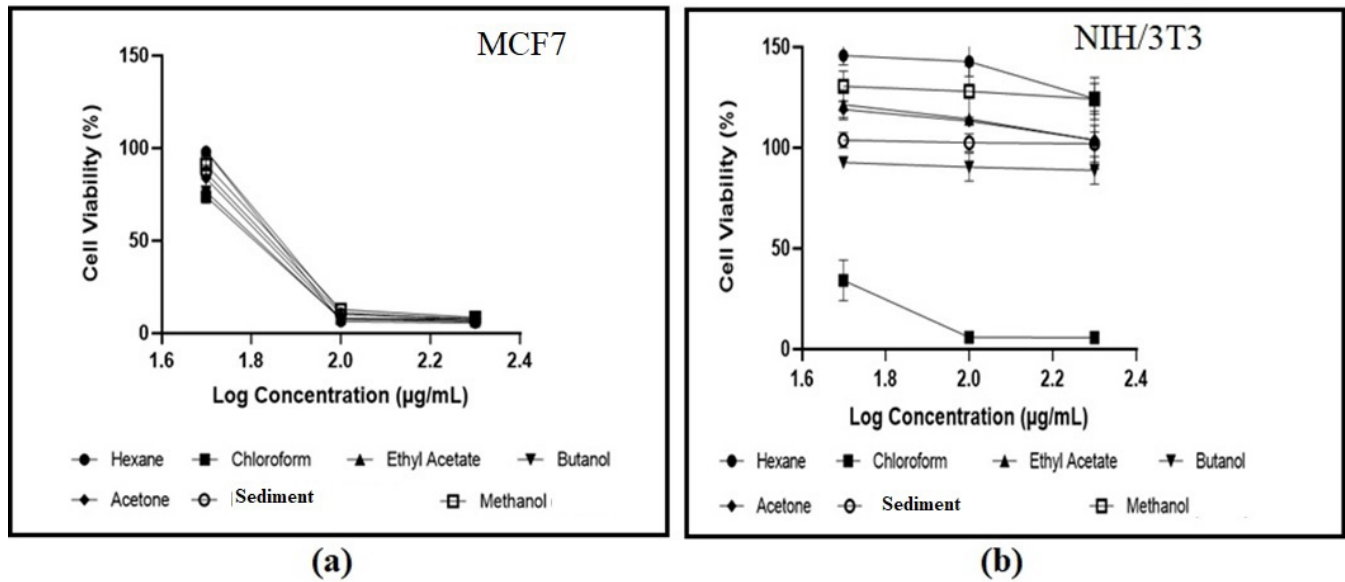 MCF7
150
100
50
0
Cell Viability (%)
1.6 1.8 2.0 2.2 2.4
Log Concentration (µg/mL)
Hexane Chloroform Ethyl Acetate Butanol
Acetone Sediment Methanol
(a)
NIH/3T3
150
100
50
0
Cell Viability (%)
1.6 1.8 2.0 2.2 2.4
Log Concentration (µg/mL)
Hexane Chloroform Ethyl Acetate Butanol
Acetone Sediment Methanol
(b)